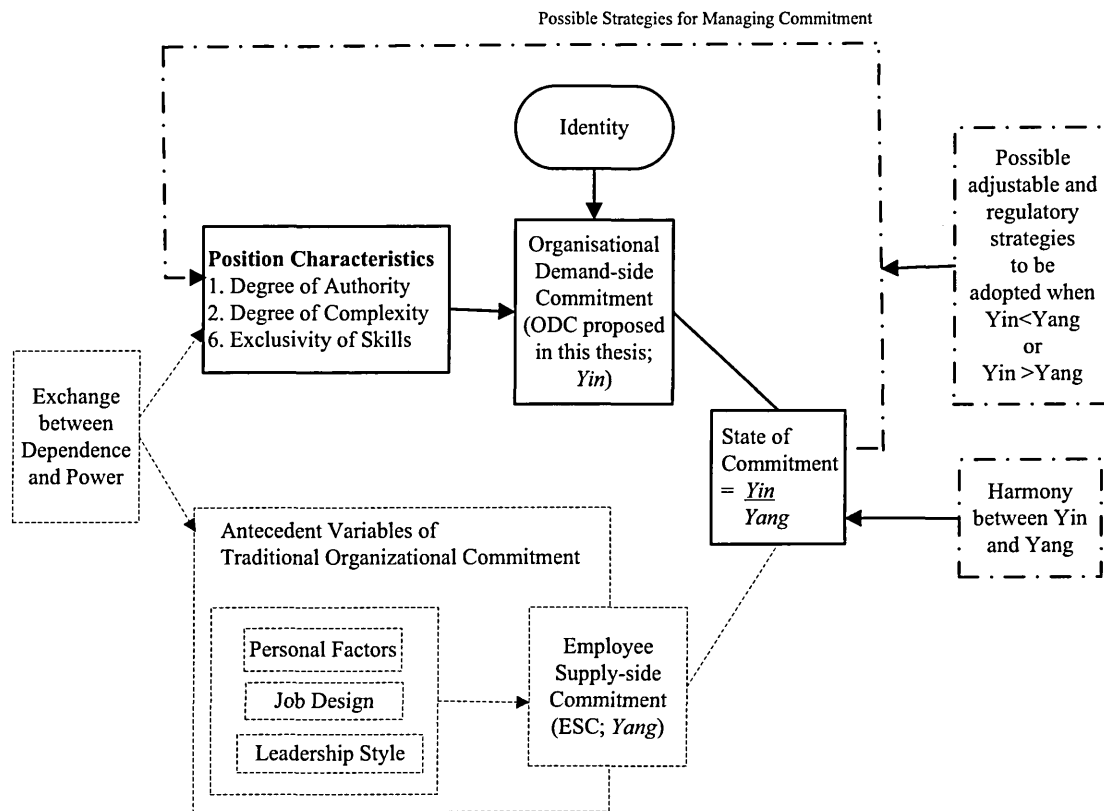 Possible Strategies for Managing Commitment
Identity
Possible
adjustable and
regulatory
strategies
to be
adopted when
Yin<Yang
or
Yin >Yang
Position Characteristics
1. Degree of Authority
2. Degree of Complexity
6. Exclusivity of Skills
Organisational
Demand-side
Commitment
(ODC proposed
in this thesis;
Yin)
Exchange
between
Dependence
and Power
State of
Commitment
= Yin
Yang
Harmony
between Yin
and Yang
Antecedent Variables of
Traditional Organizational Commitment
Personal Factors
Job Design
Leadership Style
Employee
Supply-side
Commitment
(ESC; Yang)